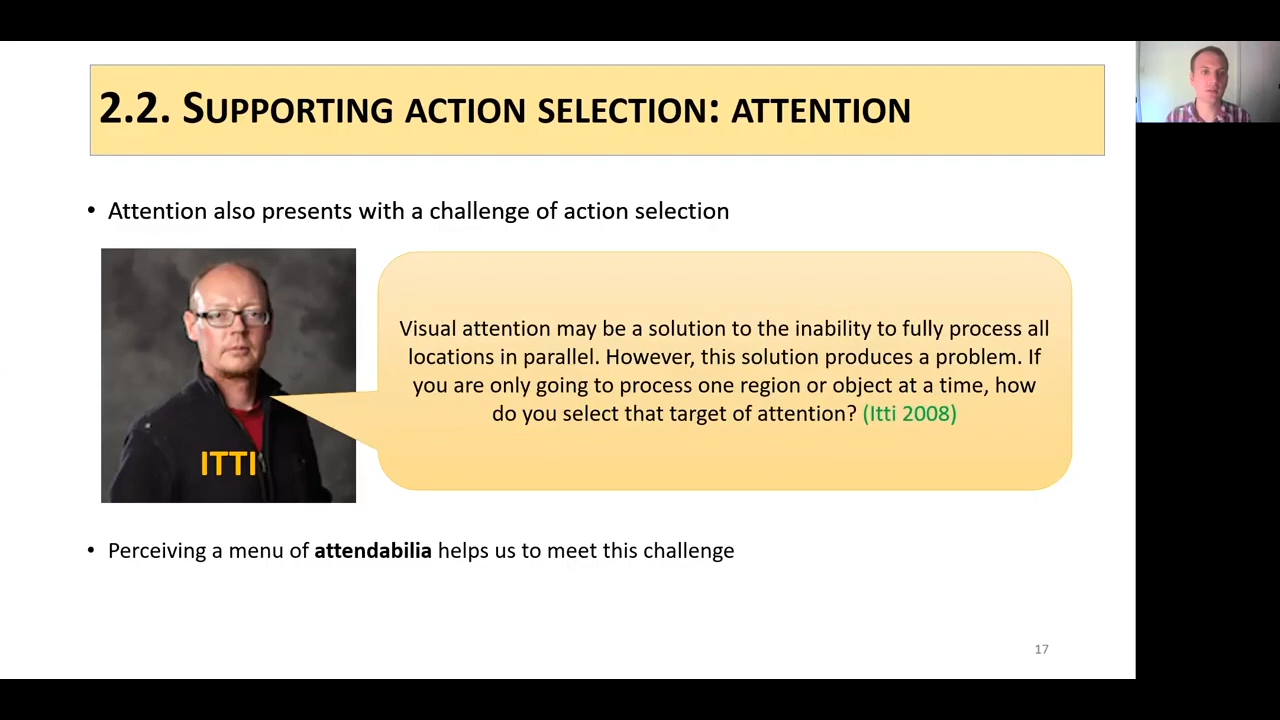 2.2. SUPPORTING ACTION SELECTION: ATTENTION
• Attention also presents with a challenge of action selection
ITTI
Visual attention may be a solution to the inability to fully process all
locations in parallel. However, this solution produces a problem. If
you are only going to process one region or object at a time, how
do you select that target of attention? (Itti 2008)
• Perceiving a menu of attendabilia helps us to meet this challenge
17